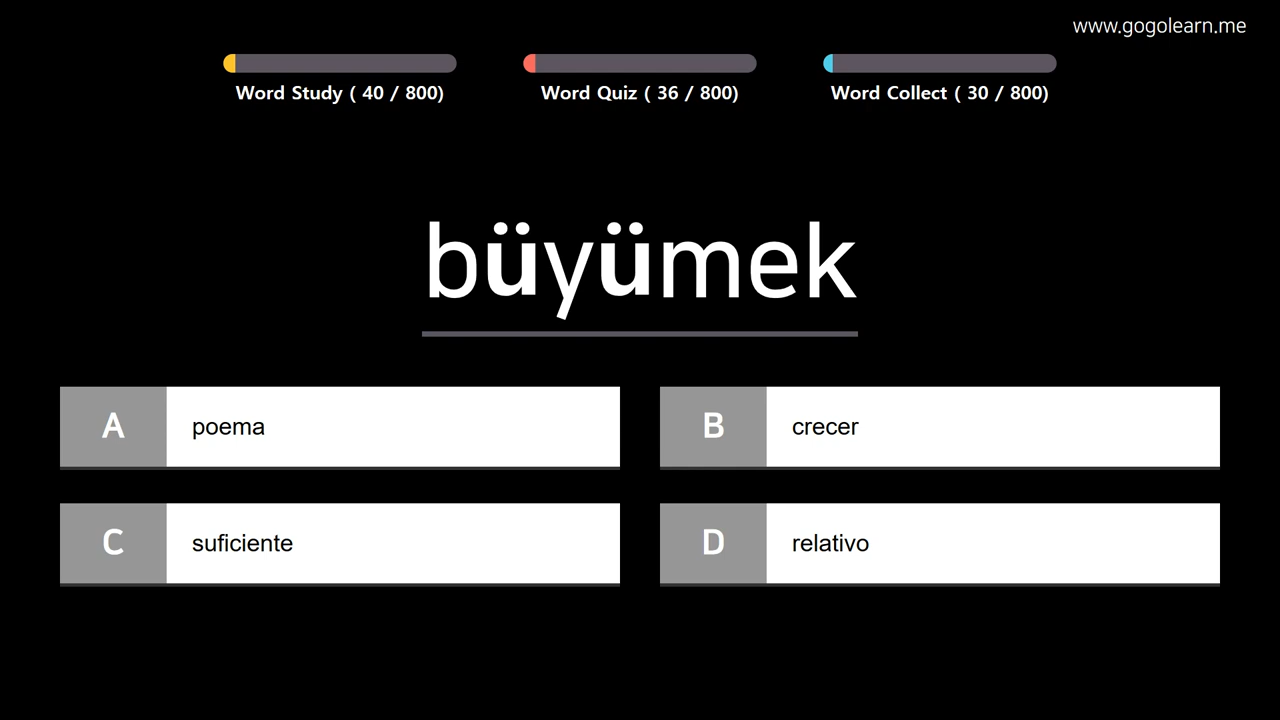 www.gogolearn.me
Word Study ( 40 / 800)
Word Quiz ( 36 / 800)
Word Collect ( 30 / 800)
büyümek
A poema
B crecer
C suficiente
D relativo